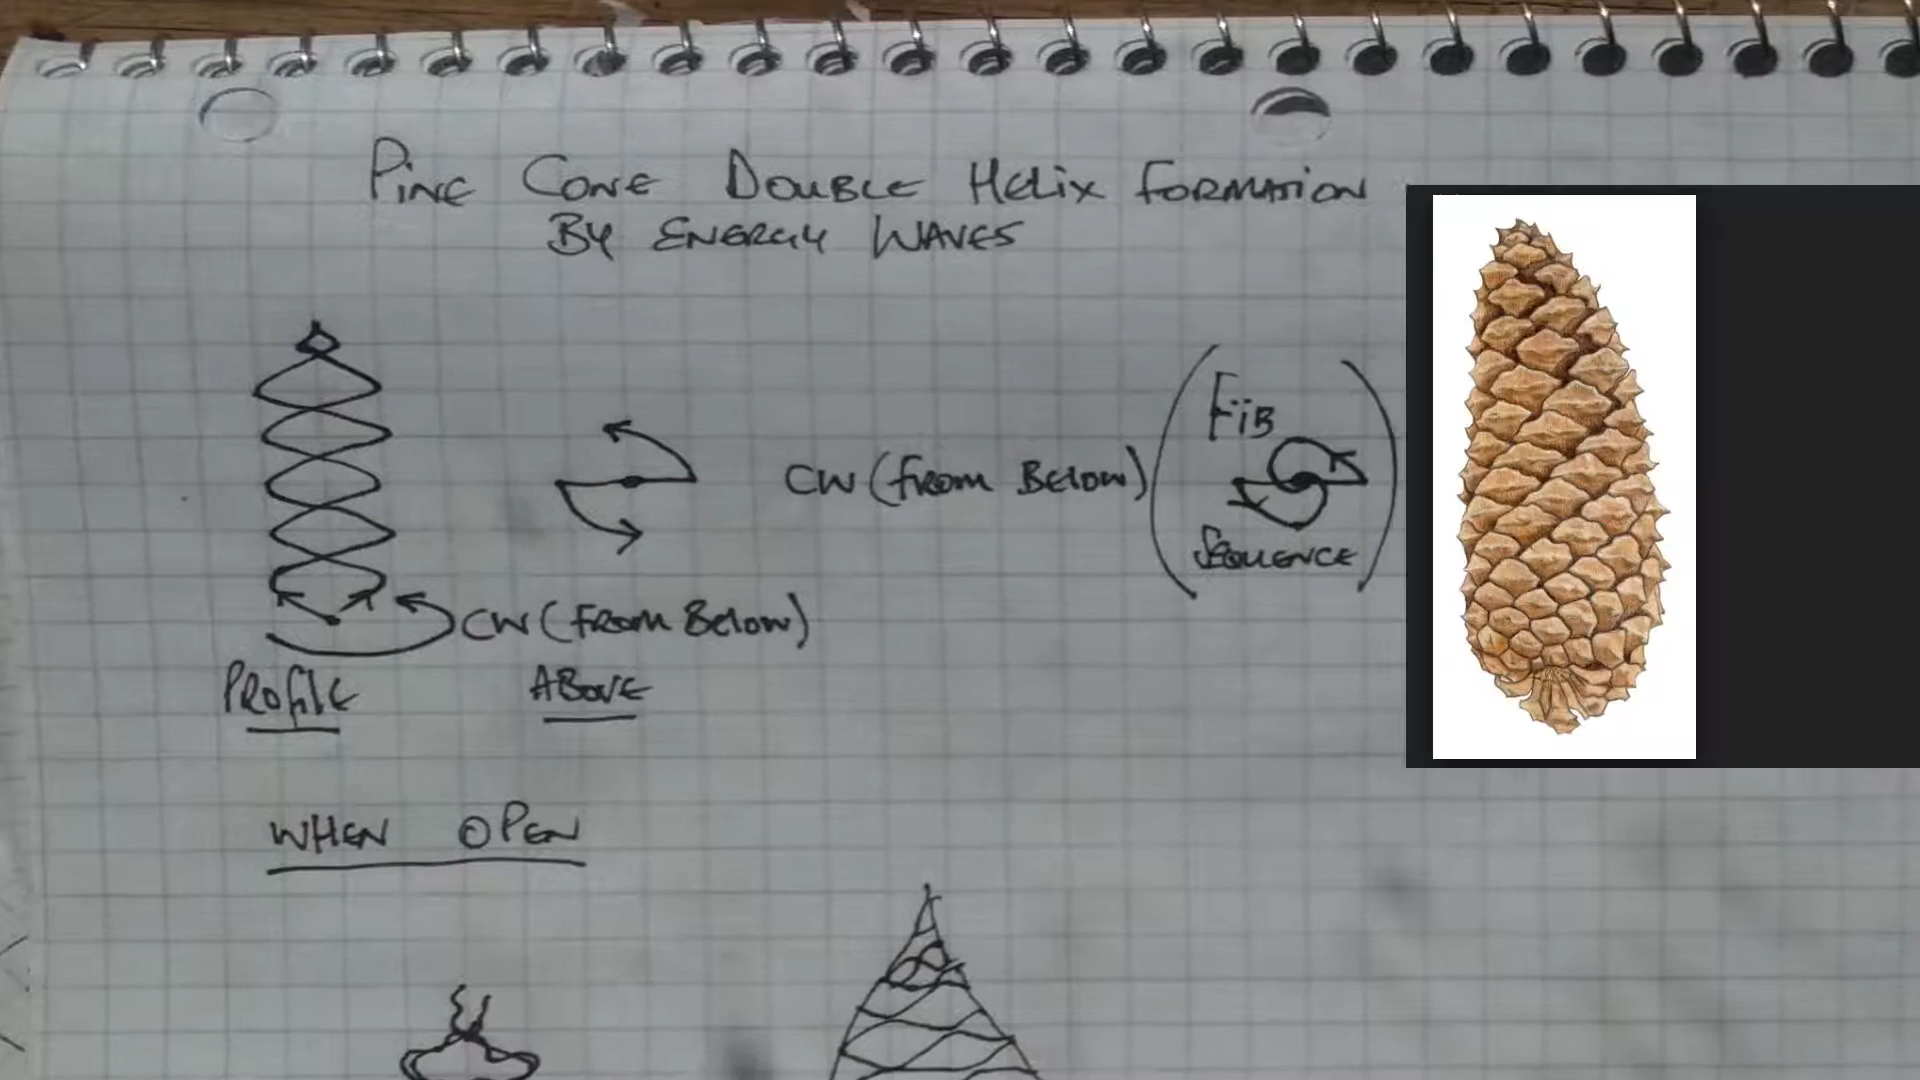 Pine Cone Double Helix Formation
By Energy Waves
Fib
CW (From Below)
Sequence
CW (From Below)
Profile
Above
When Open